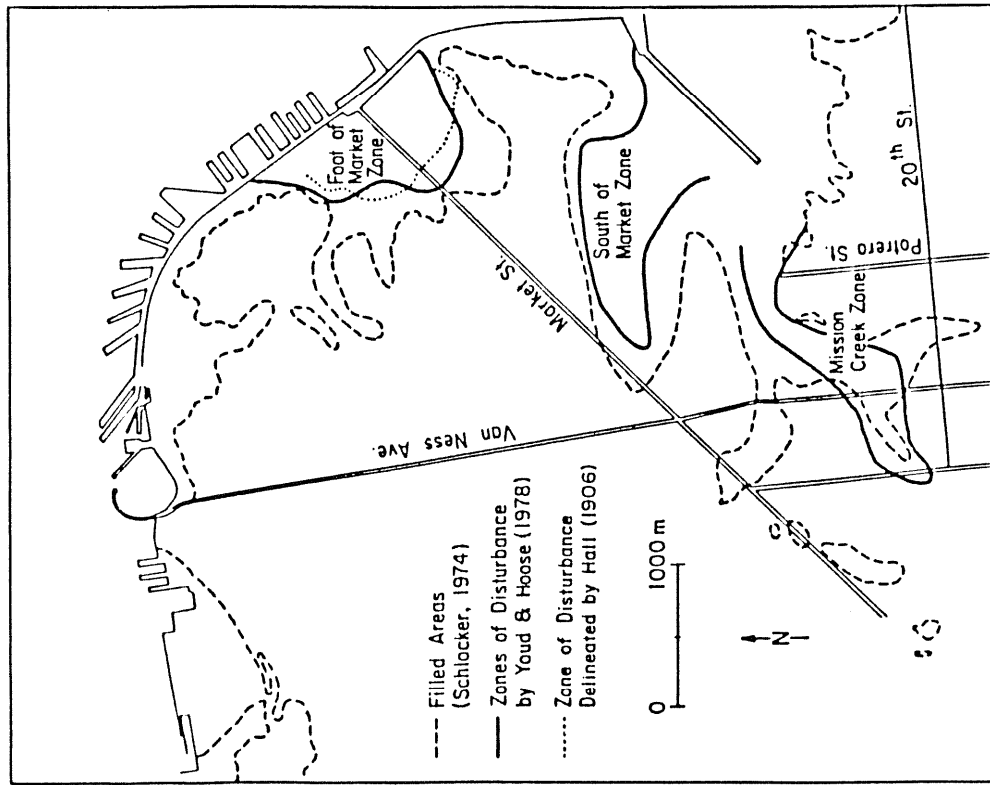 Foot of
Market
Zone
South of
Market Zone
Market St.
Van Ness Ave.
Mission
Creek Zone
Potrero St.
20th St.
Filled Areas
(Schlocker, 1974)
Zones of Disturbance
by Youd & Hoose (1978)
Zone of Disturbance
Delineated by Hall (1906)
0 1000 m
N